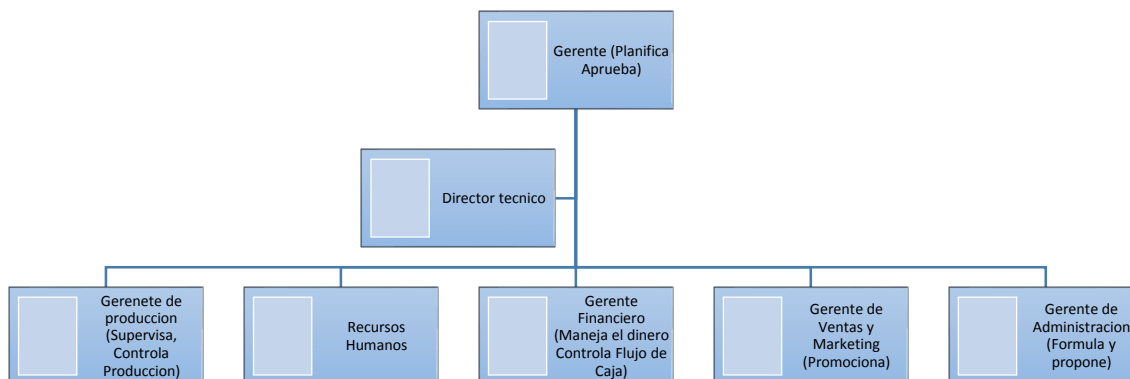 Gerente (Planifica
Aprueba)
Director tecnico
Gerenete de
produccion
(Supervisa,
Controla
Produccion)
Recursos
Humanos
Gerente
Financiero
(Maneja el dinero
Controla Flujo de
Caja)
Gerente de
Ventas y
Marketing
(Promociona)
Gerente de
Administracion
(Formula y
propone)